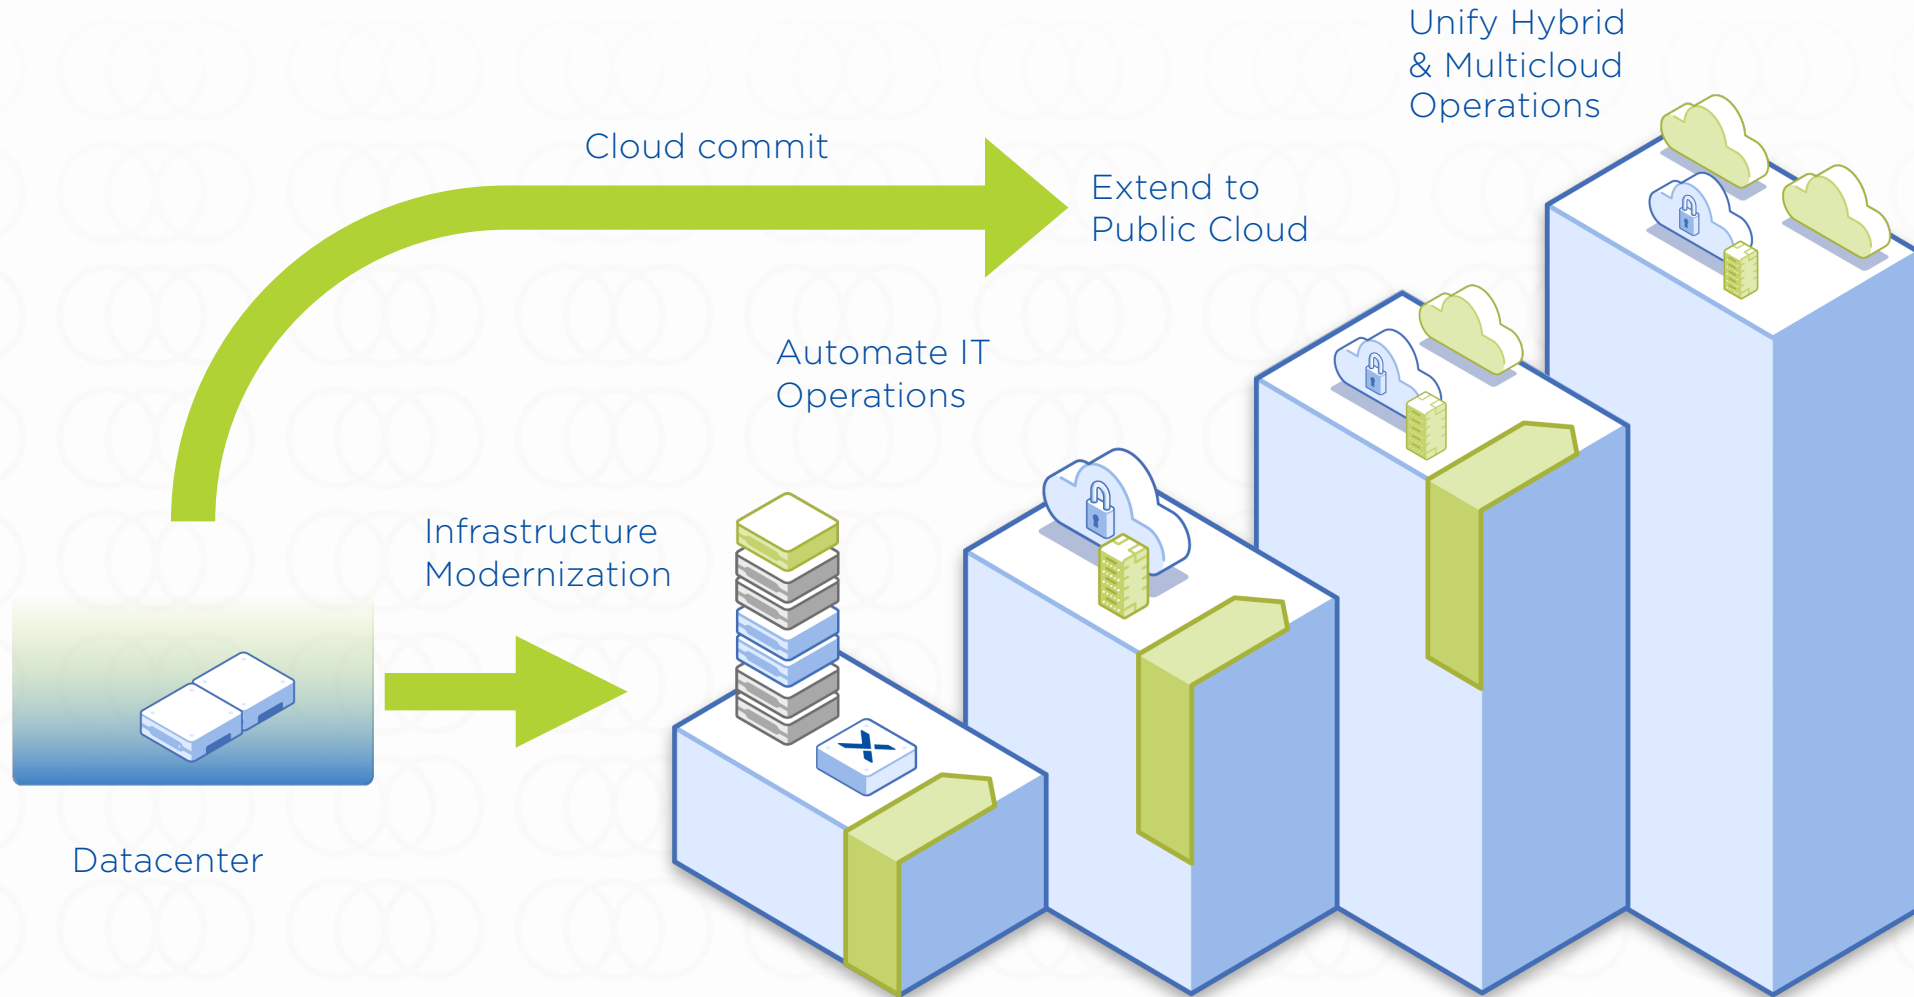 Unify Hybrid
& Multicloud
Operations
Cloud commit
Extend to
Public Cloud
Automate IT
Operations
Infrastructure
Modernization
Datacenter